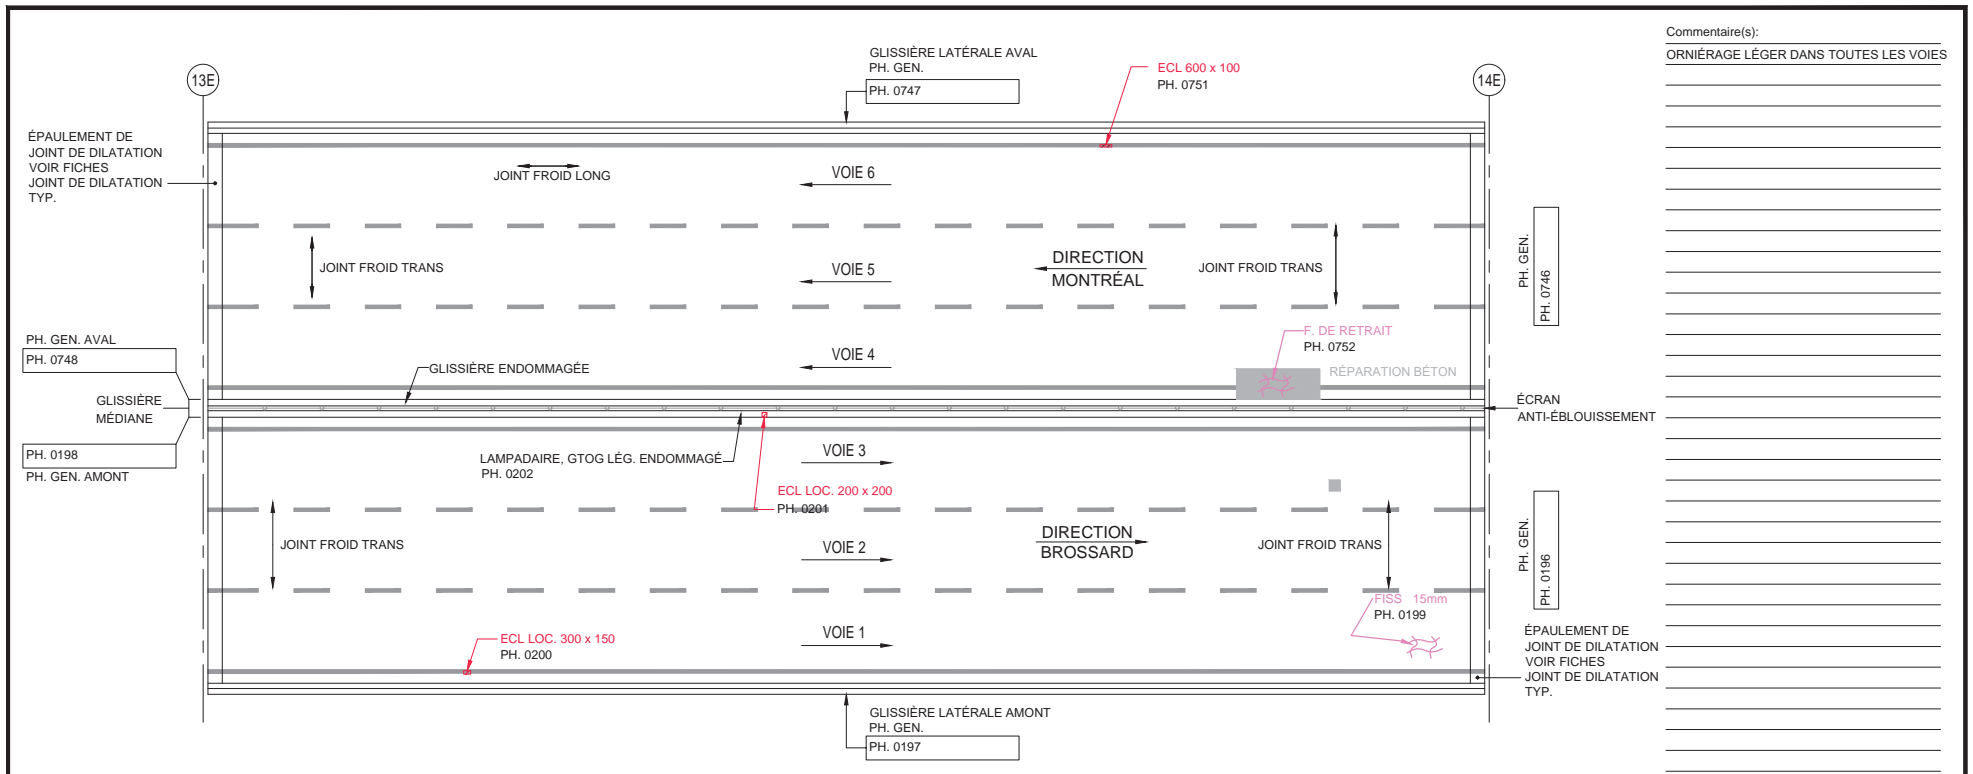 Commentaire(s):
ORNIÉRAGE LÉGER DANS TOUTES LES VOIES
13E
14E
GLISSIÈRE LATÉRALE AVAL
PH. GEN.
PH. 0747
ECL 600 x 100
PH. 0751
ÉPAULEMENT DE
JOINT DE DILATATION
VOIR FICHES
JOINT DE DILATATION
TYP.
JOINT FROID LONG
VOIE 6
JOINT FROID TRANS
VOIE 5
DIRECTION
MONTRÉAL
JOINT FROID TRANS
PH. GEN.
PH. 0746
PH. GEN. AVAL
PH. 0748
GLISSIÈRE ENDOMMAGÉE
VOIE 4
F. DE RETRAIT
PH. 0752
RÉPARATION BÉTON
GLISSIÈRE
MÉDIANE
ÉCRAN
ANTI-ÉBLOUISSEMENT
PH. 0198
PH. GEN. AMONT
LAMPADAIRE, GTOG LÉG. ENDOMMAGÉ
PH. 0202
VOIE 3
ECL LOC. 200 x 200
PH. 0201
JOINT FROID TRANS
VOIE 2
DIRECTION
BROSSARD
JOINT FROID TRANS
PH. GEN.
PH. 0196
FISS 15mm
PH. 0199
ECL LOC. 300 x 150
PH. 0200
VOIE 1
ÉPAULEMENT DE
JOINT DE DILATATION
VOIR FICHES
JOINT DE DILATATION
TYP.
GLISSIÈRE LATÉRALE AMONT
PH. GEN.
PH. 0197